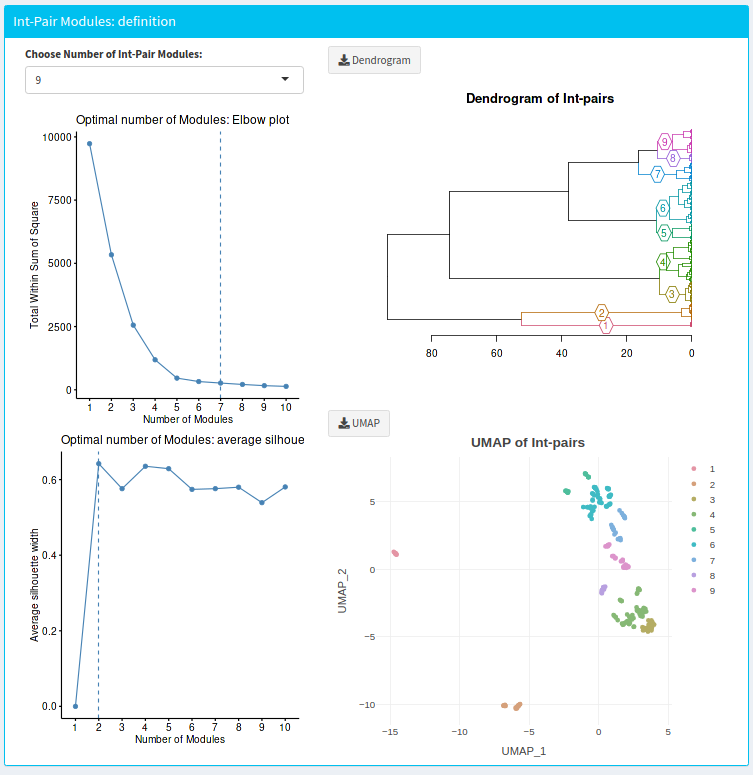 Int-Pair Modules: definition
Choose Number of Int-Pair Modules:
9
Optimal number of Modules: Elbow plot
Total Within Sum of Square
10000
7500
5000
2500
0
1 2 3 4 5 6 7 8 9 10
Number of Modules
Optimal number of Modules: average silhoue
Average silhouette width
0.6
0.4
0.2
0.0
1 2 3 4 5 6 7 8 9 10
Number of Modules
Dendrogram
Dendrogram of Int-pairs
9
8
7
6
5
4
3
2
1
80 60 40 20 0
UMAP
UMAP of Int-pairs
UMAP_2
5
0
−5
−10
−15 −10 −5 0 5
UMAP_1
1
2
3
4
5
6
7
8
9